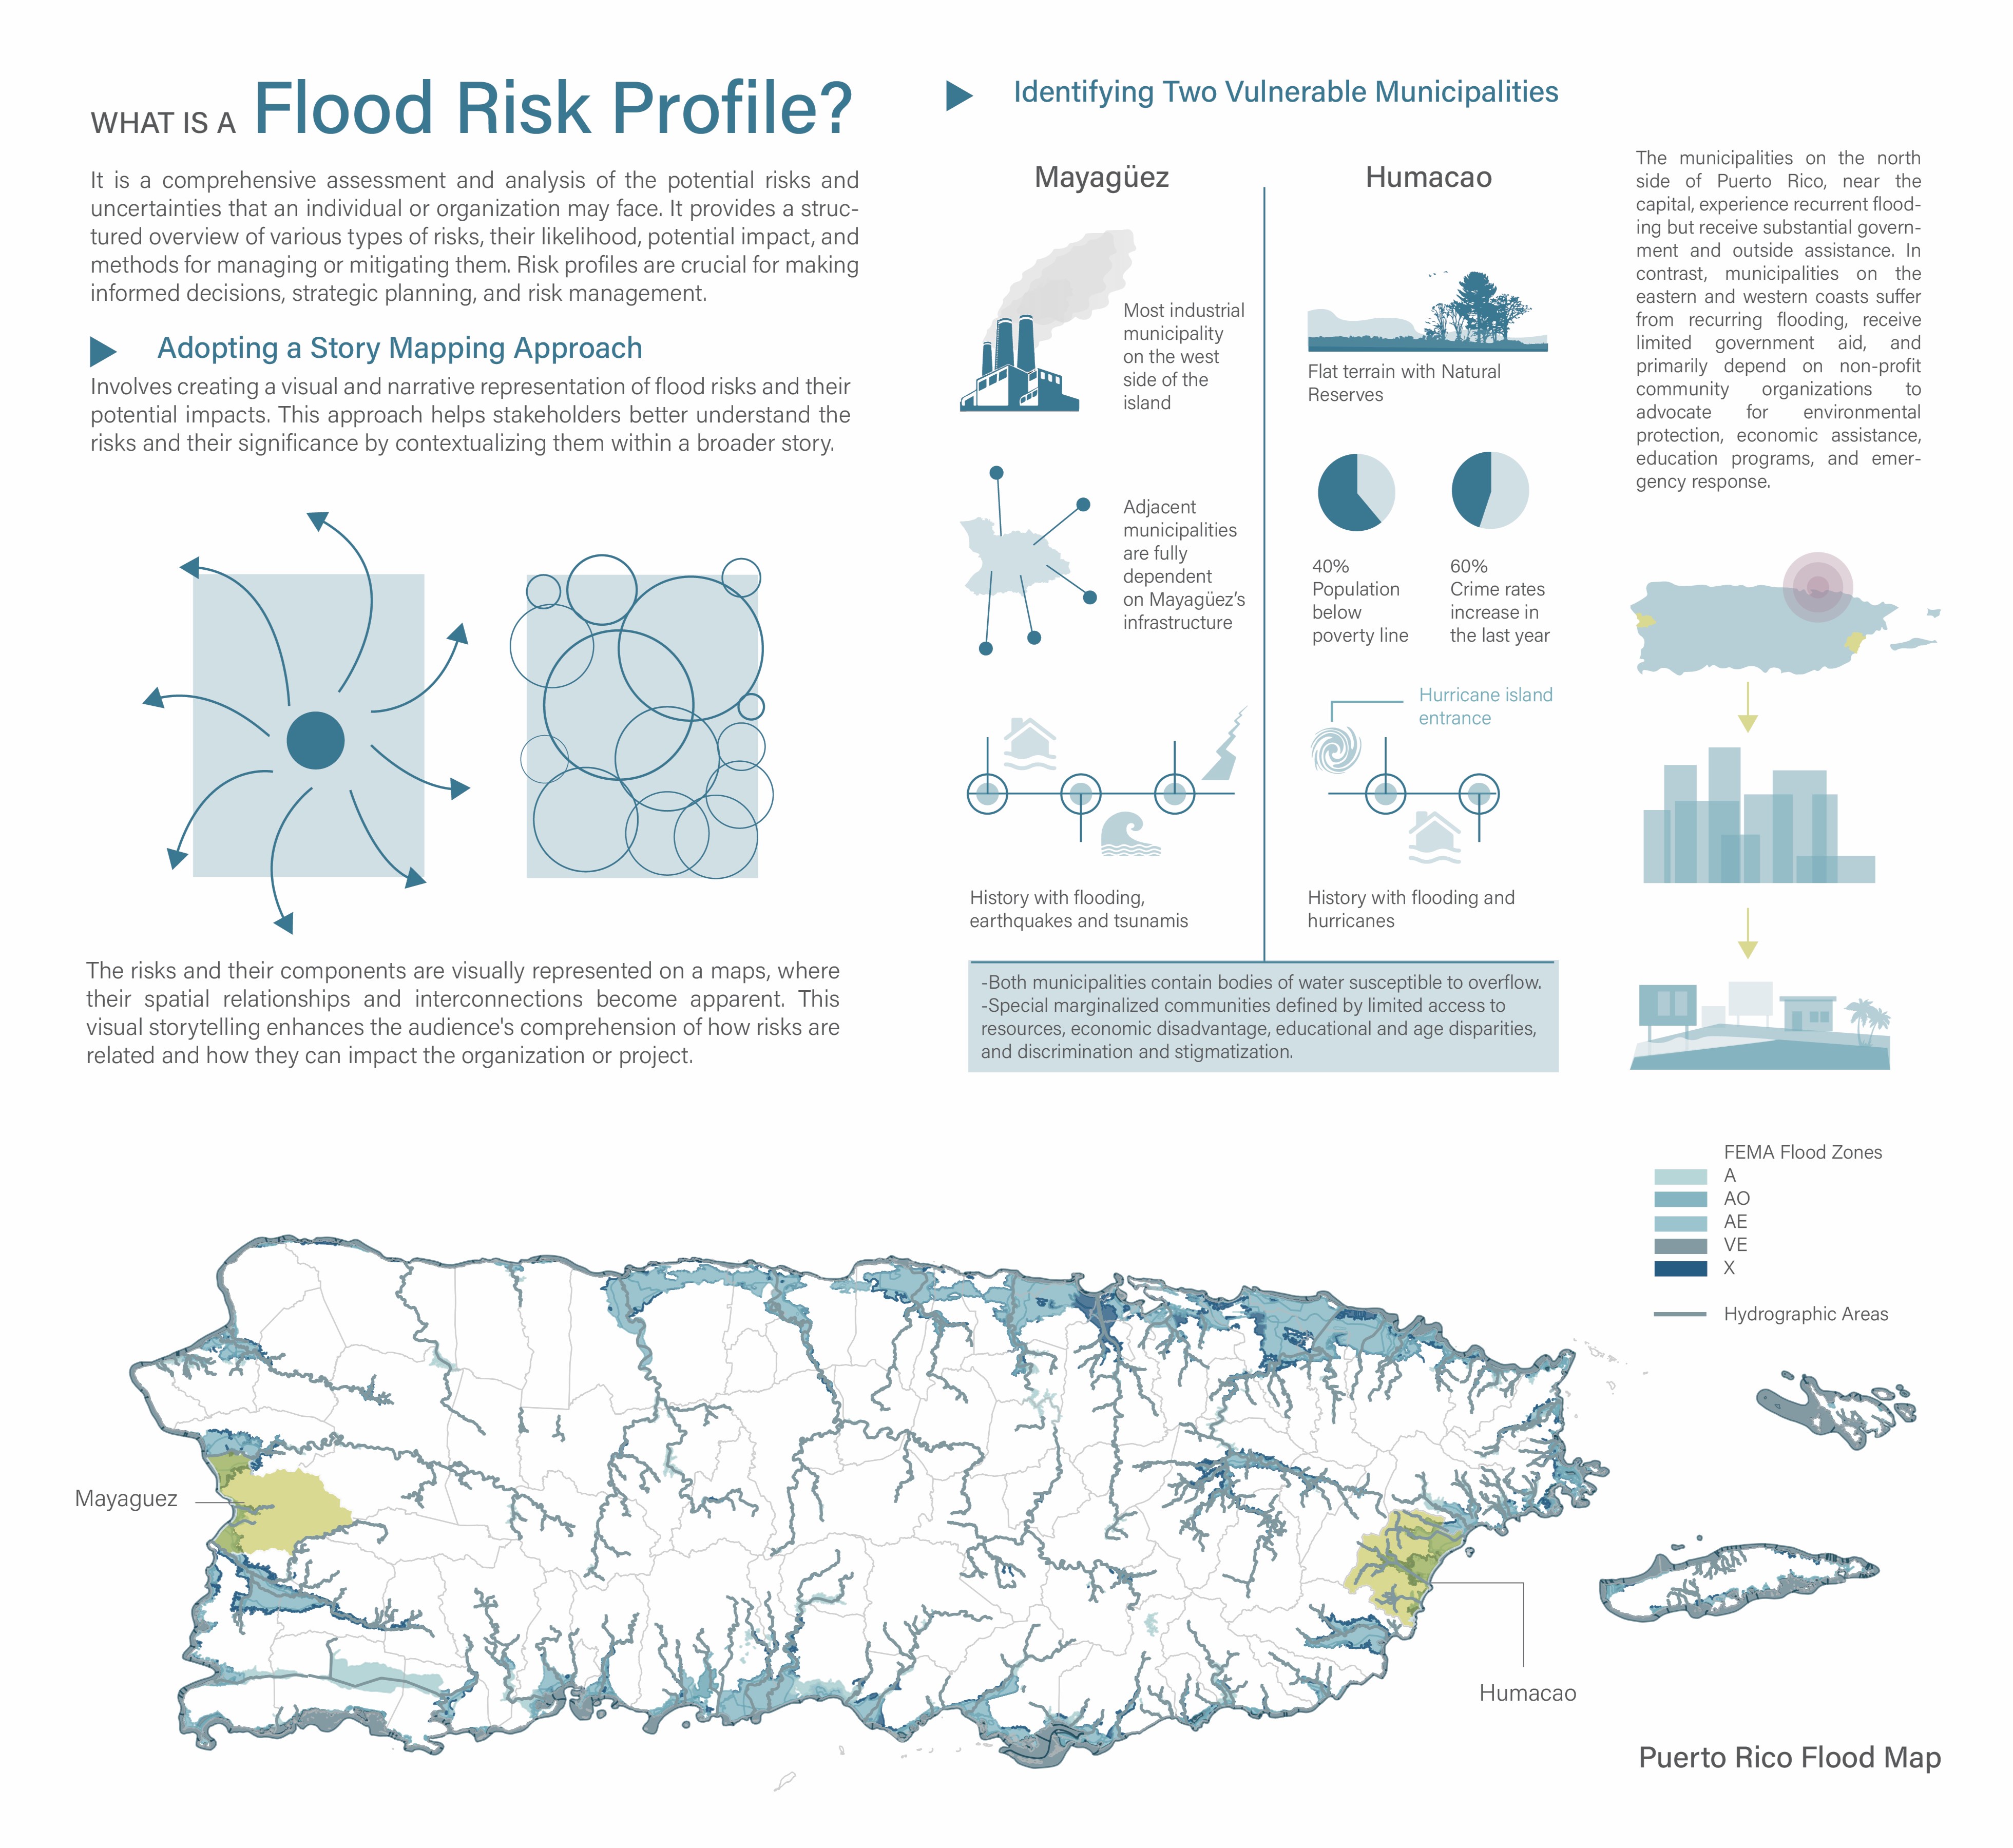 WHAT IS A Flood Risk Profile?
It is a comprehensive assessment and analysis of the potential risks and
uncertainties that an individual or organization may face. It provides a struc-
tured overview of various types of risks, their likelihood, potential impact, and
methods for managing or mitigating them. Risk profiles are crucial for making
informed decisions, strategic planning, and risk management.
Adopting a Story Mapping Approach
Involves creating a visual and narrative representation of flood risks and their
potential impacts. This approach helps stakeholders better understand the
risks and their significance by contextualizing them within a broader story.
The risks and their components are visually represented on a maps, where
their spatial relationships and interconnections become apparent. This
visual storytelling enhances the audience's comprehension of how risks are
related and how they can impact the organization or project.
Identifying Two Vulnerable Municipalities
Mayagüez
Most industrial
municipality
on the west
side of the
island
Adjacent
municipalities
are fully
dependent
on Mayagüez's
infrastructure
History with flooding,
earthquakes and tsunamis
Humacao
Flat terrain with Natural
Reserves
40%
Population
below
poverty line
60%
Crime rates
increase in
the last year
Hurricane island
entrance
History with flooding and
hurricanes
-Both municipalities contain bodies of water susceptible to overflow.
-Special marginalized communities defined by limited access to
resources, economic disadvantage, educational and age disparities,
and discrimination and stigmatization.
The municipalities on the north
side of Puerto Rico, near the
capital, experience recurrent flood-
ing but receive substantial govern-
ment and outside assistance. In
contrast, municipalities on the
eastern and western coasts suffer
from recurring flooding, receive
limited government aid, and
primarily depend on non-profit
community organizations to
advocate for environmental
protection, economic assistance,
education programs, and emer-
gency response.
FEMA Flood Zones
A
AO
AE
VE
X
Hydrographic Areas
Mayaguez
Humacao
Puerto Rico Flood Map